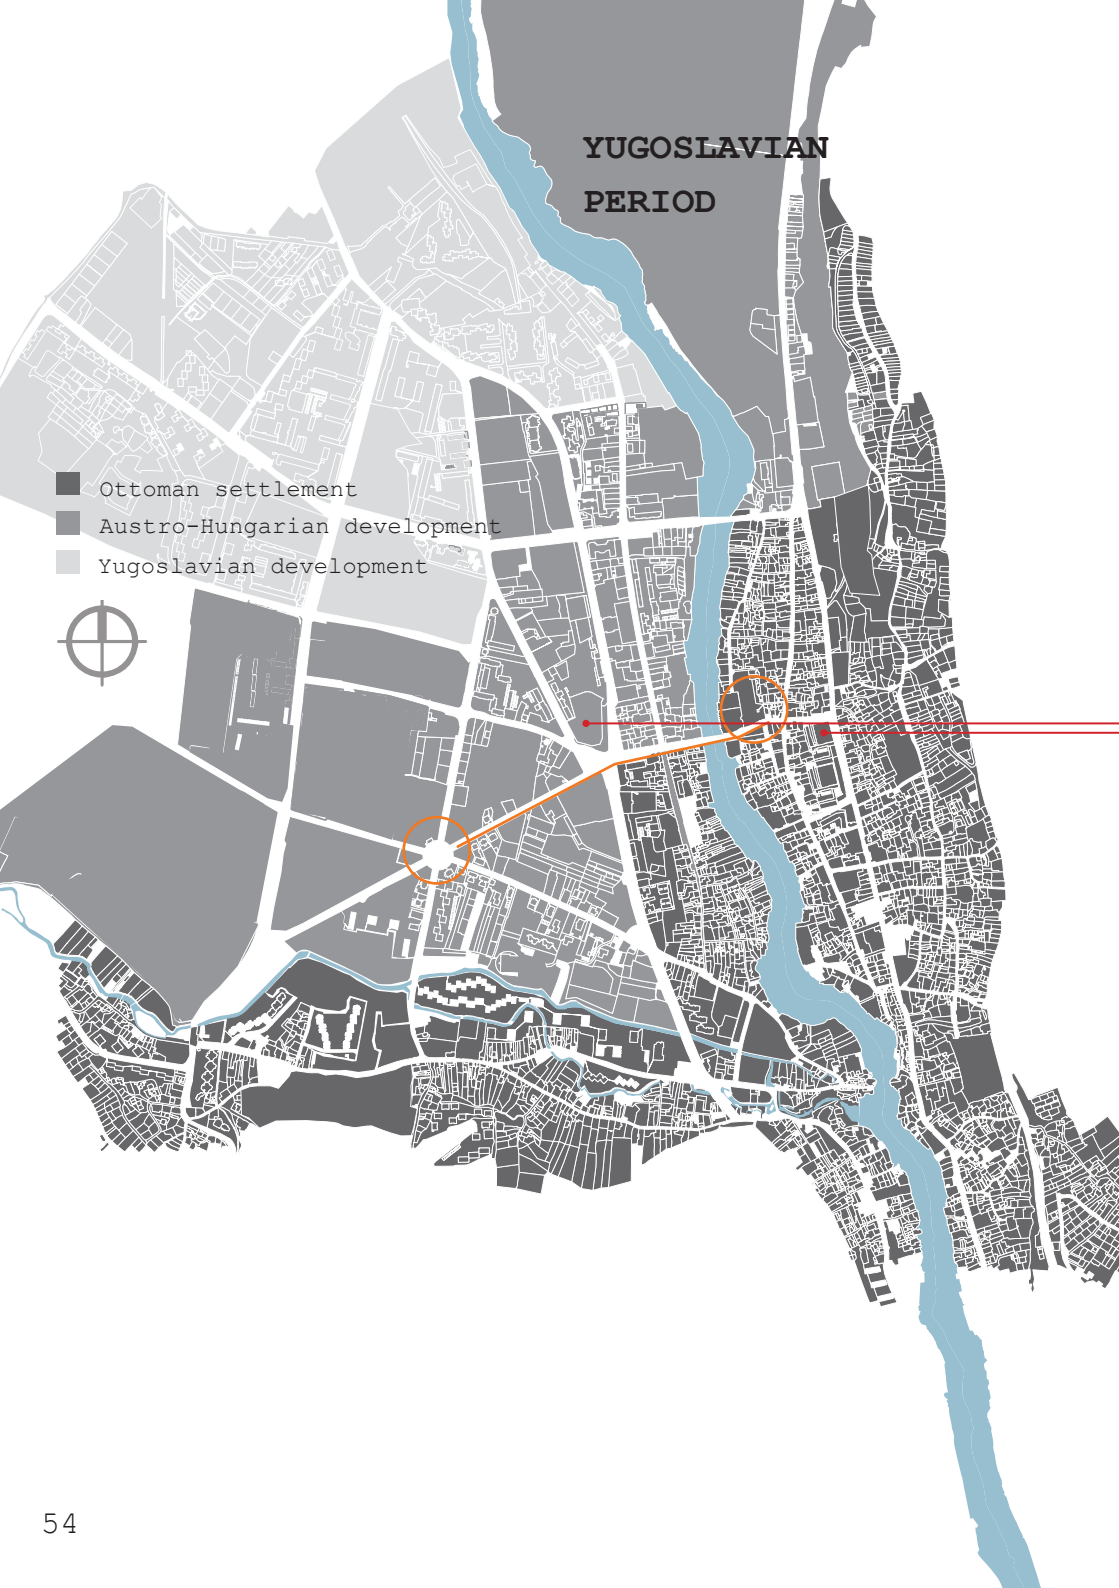 YUGOSLAVIAN
PERIOD
Ottoman settlement
Austro-Hungarian development
Yugoslavian development
54